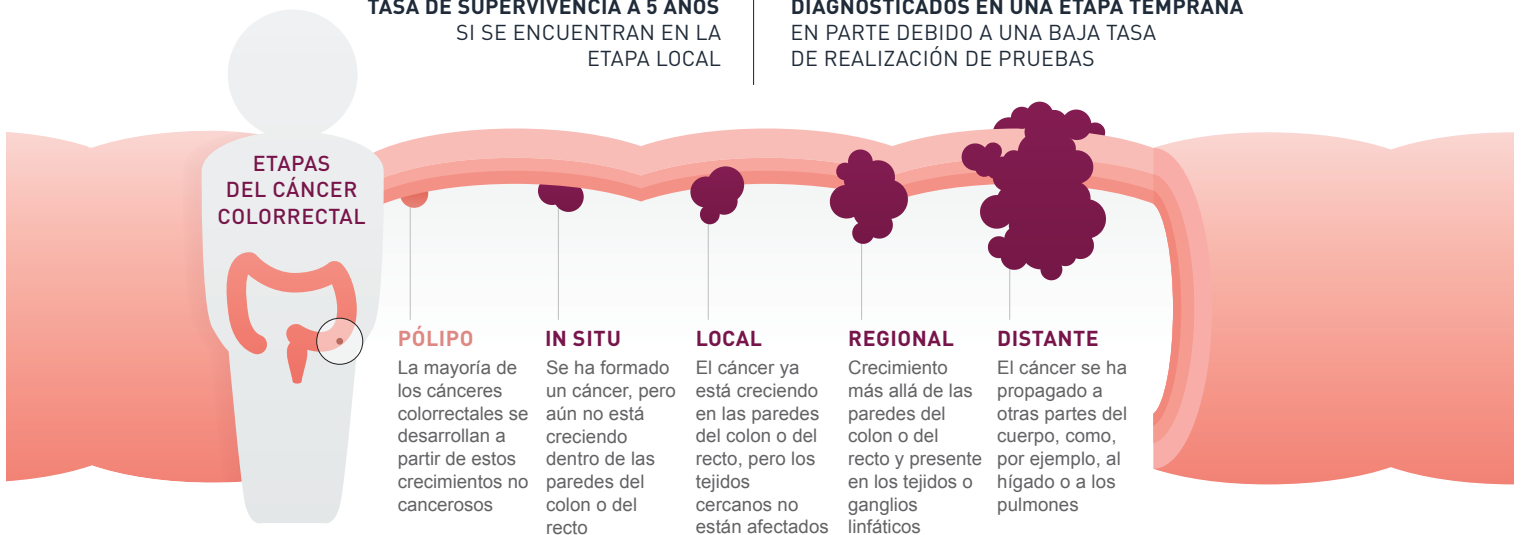 TASA DE SUPERVIVENCIA A 5 AÑOS
SI SE ENCUENTRAN EN LA
ETAPA LOCAL
DIAGNOSTICADOS EN UNA ETAPA TEMPRANA
EN PARTE DEBIDO A UNA BAJA TASA
DE REALIZACIÓN DE PRUEBAS
ETAPAS
DEL CÁNCER
COLORRECTAL
PÓLIPO
La mayoría de
los cánceres
colorrectales se
desarrollan a
partir de estos
crecimientos no
cancerosos
IN SITU
Se ha formado
un cáncer, pero
aún no está
creciendo
dentro de las
paredes del
colon o del
recto
LOCAL
El cáncer ya
está creciendo
en las paredes
del colon o del
recto, pero los
tejidos
cercanos no
están afectados
REGIONAL
Crecimiento
más allá de las
paredes del
colon o del
recto y presente
en los tejidos o
ganglios
linfáticos
DISTANTE
El cáncer se ha
propagado a
otras partes del
cuerpo, como,
por ejemplo, al
hígado o a los
pulmones